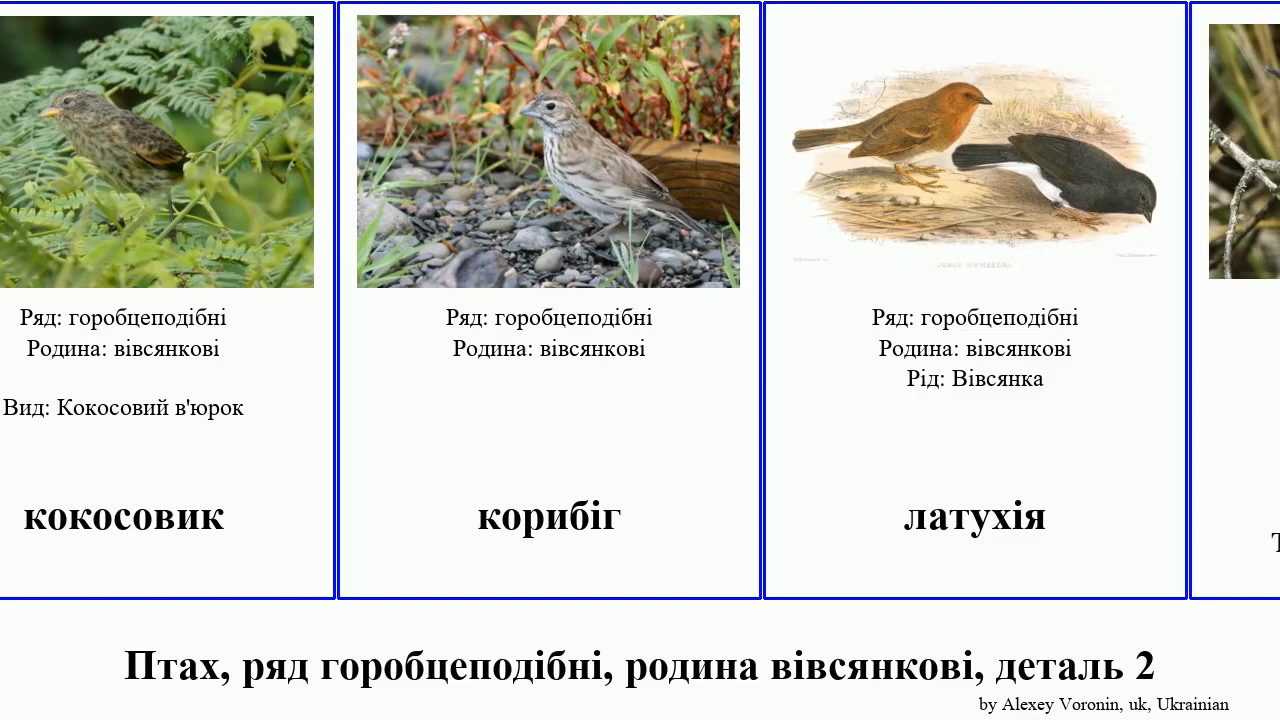 Ряд: горобцеподібні
Родина: вівсянкові
Вид: Кокосовий в'юрок
кокосовик
Ряд: горобцеподібні
Родина: вівсянкові
корибіг
Ряд: горобцеподібні
Родина: вівсянкові
Рід: Вівсянка
латухія
Птах, ряд горобцеподібні, родина вівсянкові, деталь 2
by Alexey Voronin, uk, Ukrainian